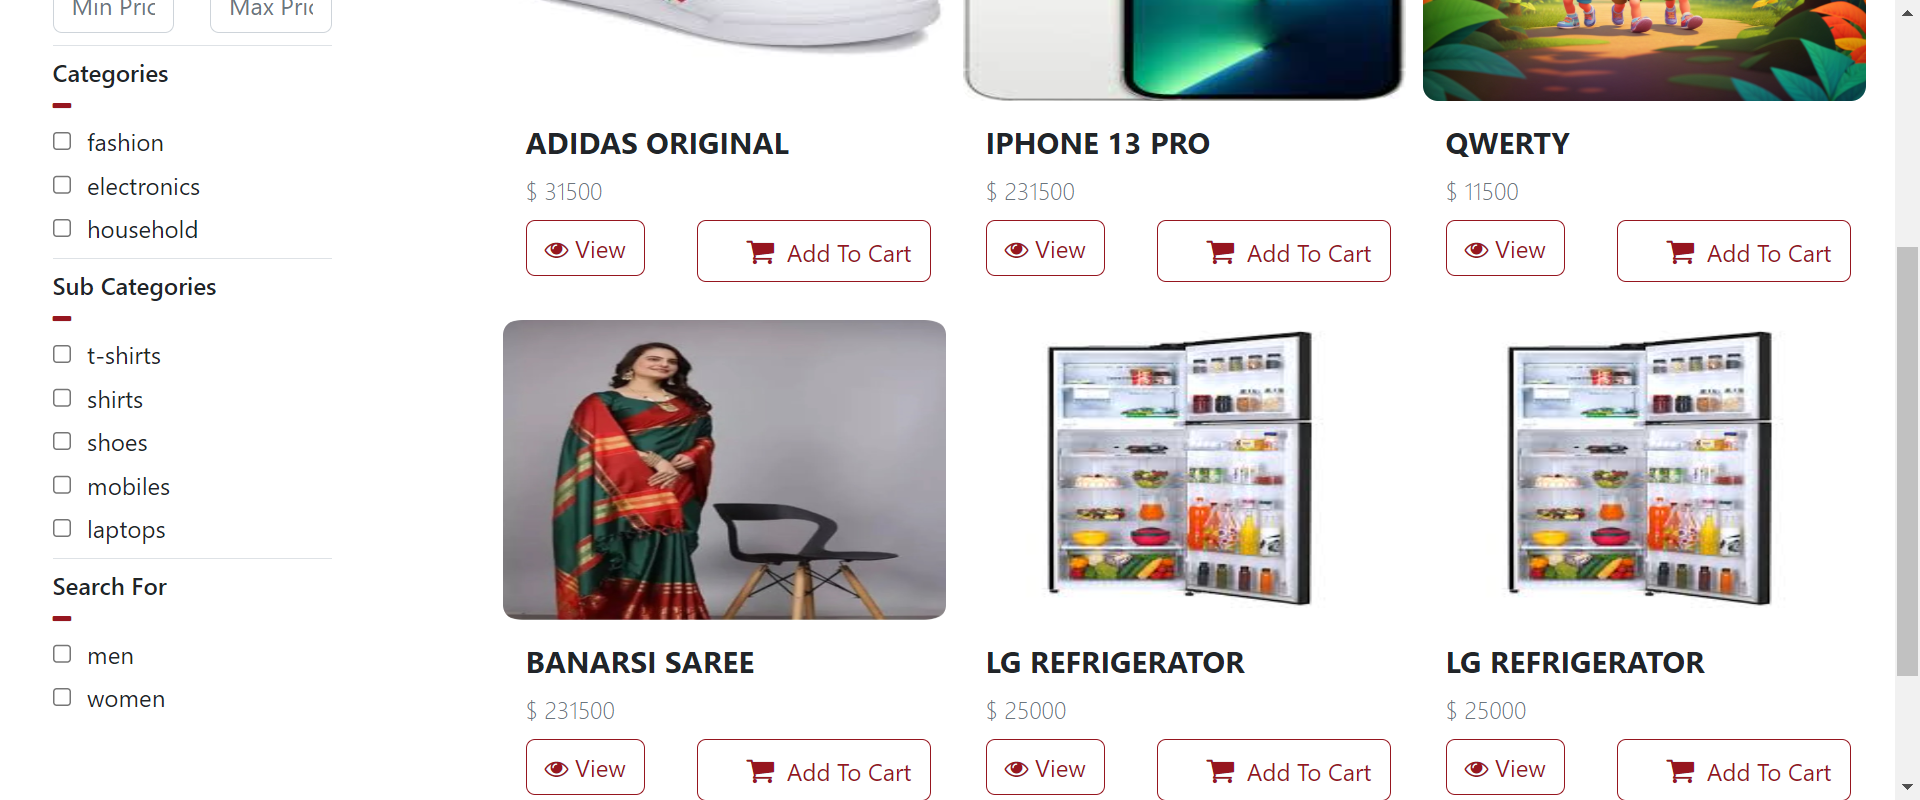 Min Pric
Max Pric
Categories
fashion
electronics
household
Sub Categories
t-shirts
shirts
shoes
mobiles
laptops
Search For
men
women
ADIDAS ORIGINAL
$ 31500
View
Add To Cart
IPHONE 13 PRO
$ 231500
View
Add To Cart
QWERTY
$ 11500
View
Add To Cart
BANARSI SAREE
$ 231500
View
Add To Cart
LG REFRIGERATOR
$ 25000
View
Add To Cart
LG REFRIGERATOR
$ 25000
View
Add To Cart